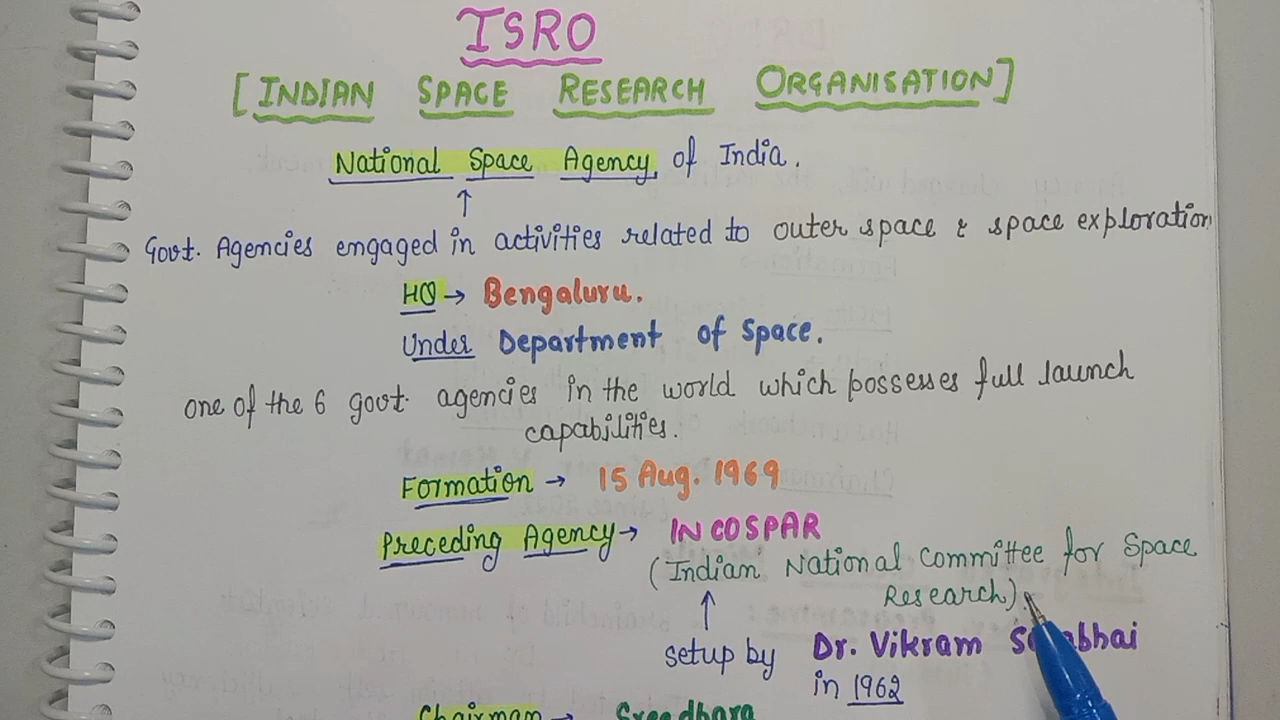 ISRO
[INDIAN SPACE RESEARCH ORGANISATION]
National Space Agency of India.
↑
Govt. Agencies engaged in activities related to outer space & space exploration
HQ → Bengaluru.
Under Department of Space.
one of the 6 govt. agencies in the world which possesses full launch
capabilities.
Formation → 15 Aug. 1969
Preceding Agency → INCOSPAR
(Indian National Committee for Space
Research).
↑
setup by Dr. Vikram
in 1962
Chairman → Sreedhara